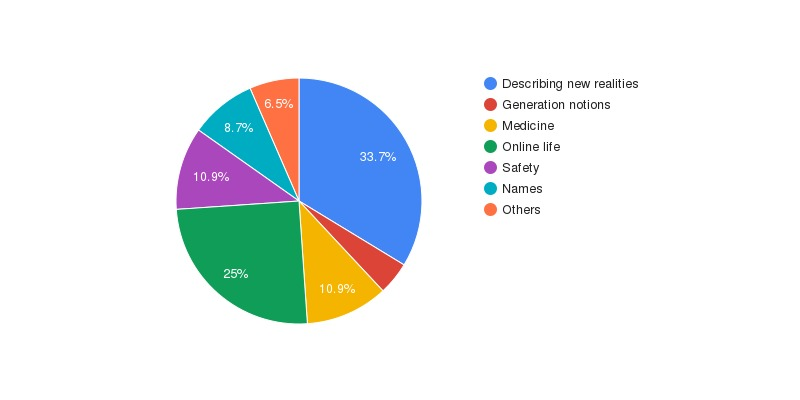 6.5%
8.7%
33.7%
10.9%
25%
10.9%
Describing new realities
Generation notions
Medicine
Online life
Safety
Names
Others